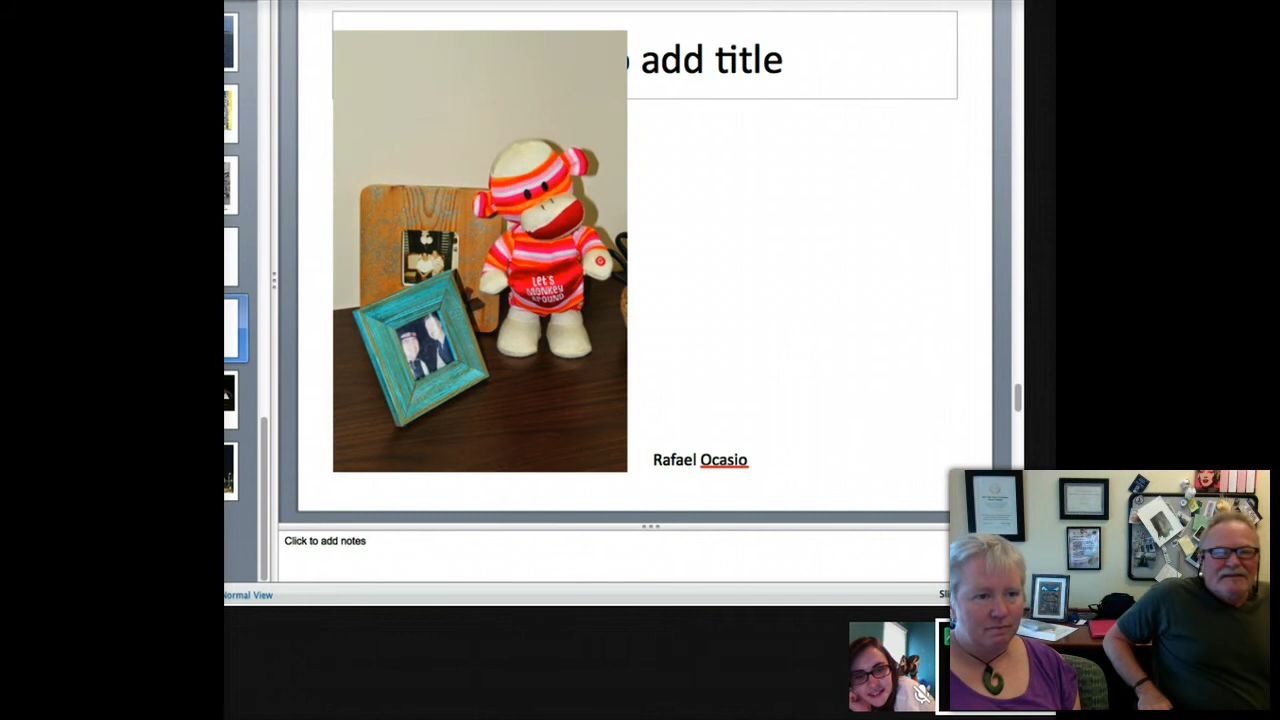 add title
LET'S
MONKEY
AROUND
Rafael Ocasio
Click to add notes
Normal View